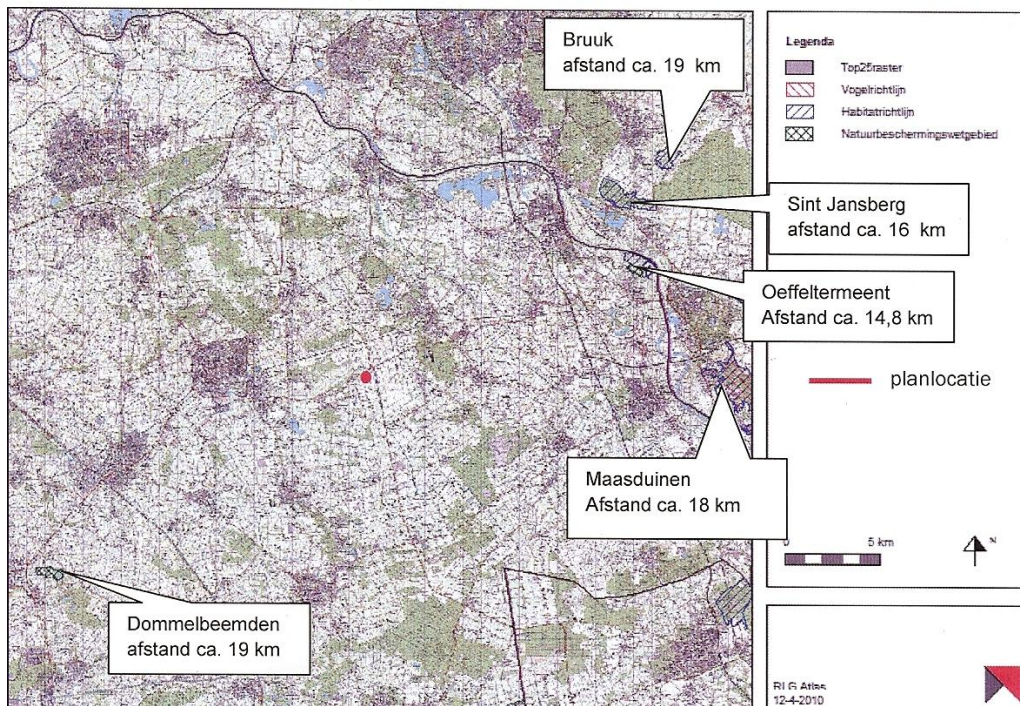 Bruuk
afstand ca. 19 km
Sint Jansberg
afstand ca. 16 km
Oeffeltermeent
Afstand ca. 14,8 km
Maasduinen
Afstand ca. 18 km
Dommelbeemden
afstand ca. 19 km
Legenda
Top25raster
Vogelrichtlijn
Habitatrichtlijn
Natuurbeschermingswetgebied
planlocatie
0 5 km
N
RLG Atlas
12-4-2010